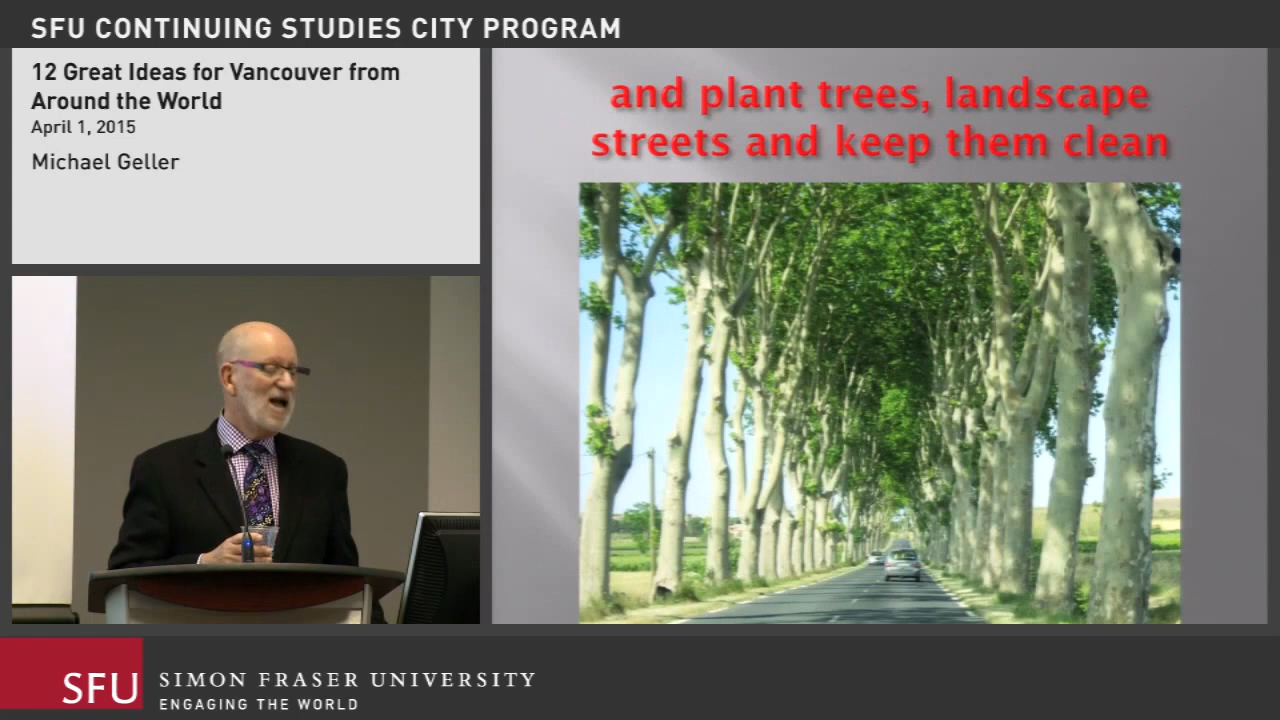 SFU CONTINUING STUDIES CITY PROGRAM
12 Great Ideas for Vancouver from
Around the World
April 1, 2015
Michael Geller
and plant trees, landscape
streets and keep them clean
SFU
SIMON FRASER UNIVERSITY
ENGAGING THE WORLD